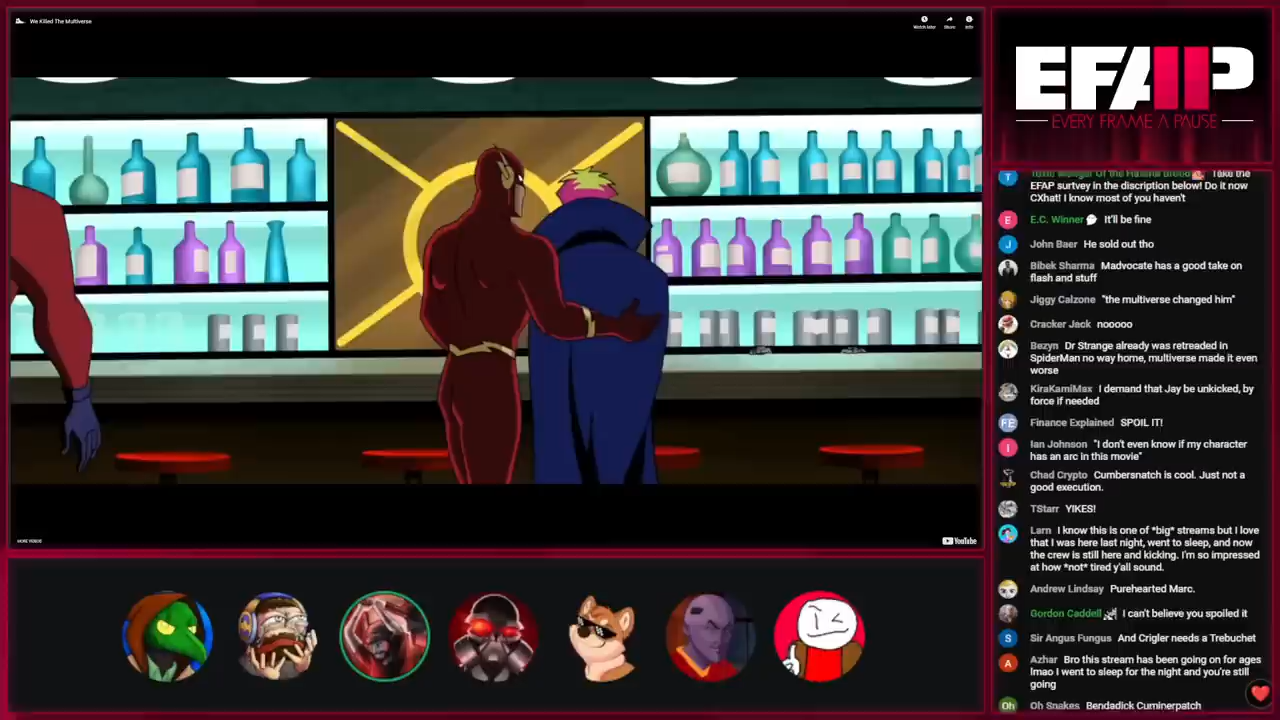 We Killed The Multiverse
Watch later
Share
Info
MORE VIDEOS
YouTube
EFAP
EVERY FRAME A PAUSE
Take the
EFAP surtvey in the discription below! Do it now
CXhat! I know most of you haven't
E.C. Winner It'll be fine
John Baer He sold out tho
Bibek Sharma Madvocate has a good take on
flash and stuff
Jiggy Calzone "the multiverse changed him"
Cracker Jack nooooo
Bezyn Dr Strange already was retreaded in
SpiderMan no way home, multiverse made it even
worse
KiraKamiMax I demand that Jay be unkicked, by
force if needed
Finance Explained SPOIL IT!
Ian Johnson "I don't even know if my character
has an arc in this movie"
Chad Crypto Cumbersnatch is cool. Just not a
good execution.
TStarr YIKES!
Larn I know this is one of *big* streams but I love
that I was here last night, went to sleep, and now
the crew is still here and kicking. I'm so impressed
at how *not* tired y'all sound.
Andrew Lindsay Purehearted Marc.
Gordon Caddell I can't believe you spoiled it
Sir Angus Fungus And Crigler needs a Trebuchet
Azhar Bro this stream has been going on for ages
lmao I went to sleep for the night and you're still
going
Oh Snakes Bendadick Cuminerpatch